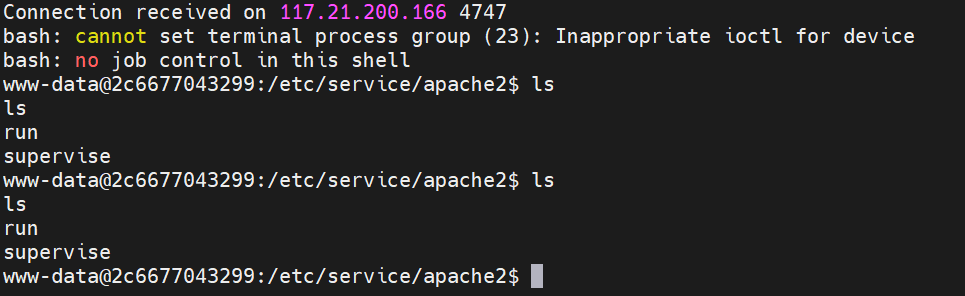 Connection received on 117.21.200.166 4747
bash: cannot set terminal process group (23): Inappropriate ioctl for device
bash: no job control in this shell
www-data@2c6677043299:/etc/service/apache2$ ls
ls
run
supervise
www-data@2c6677043299:/etc/service/apache2$ ls
ls
run
supervise
www-data@2c6677043299:/etc/service/apache2$